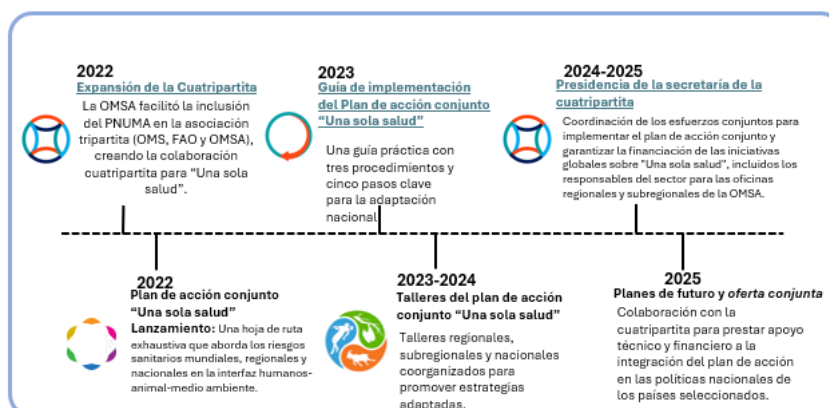 2022
Expansión de la Cuatripartita
La OMSA facilitó la inclusión
del PNUMA en la asociación
tripartita (OMS, FAO y OMSA),
creando la colaboración
cuatripartita para “Una sola
salud”.
2023
Guía de implementación
del Plan de acción conjunto
“Una sola salud”
Una guía práctica con
tres procedimientos y
cinco pasos clave
para la adaptación
nacional
2024-2025
Presidencia de la secretaría de la
cuatripartita
Coordinación de los esfuerzos conjuntos para
implementar el plan de acción conjunto y
garantizar la financiación de las iniciativas
globales sobre "Una sola salud", incluidos los
responsables del sector para las oficinas
regionales y subregionales de la OMSA.
2022
Plan de acción conjunto
“Una sola salud”
Lanzamiento: Una hoja de ruta
exhaustiva que aborda los riesgos
sanitarios mundiales, regionales y
nacionales en la interfaz humanos-
animal-medio ambiente.
2023-2024
Talleres del plan de acción
conjunto “Una sola salud”
Talleres regionales,
subregionales y nacionales
coorganizados para
promover estrategias
adaptadas.
2025
Planes de futuro y oferta conjunta
Colaboración con la
cuatripartita para prestar apoyo
técnico y financiero a la
integración del plan de acción
en las políticas nacionales de
los países seleccionados.